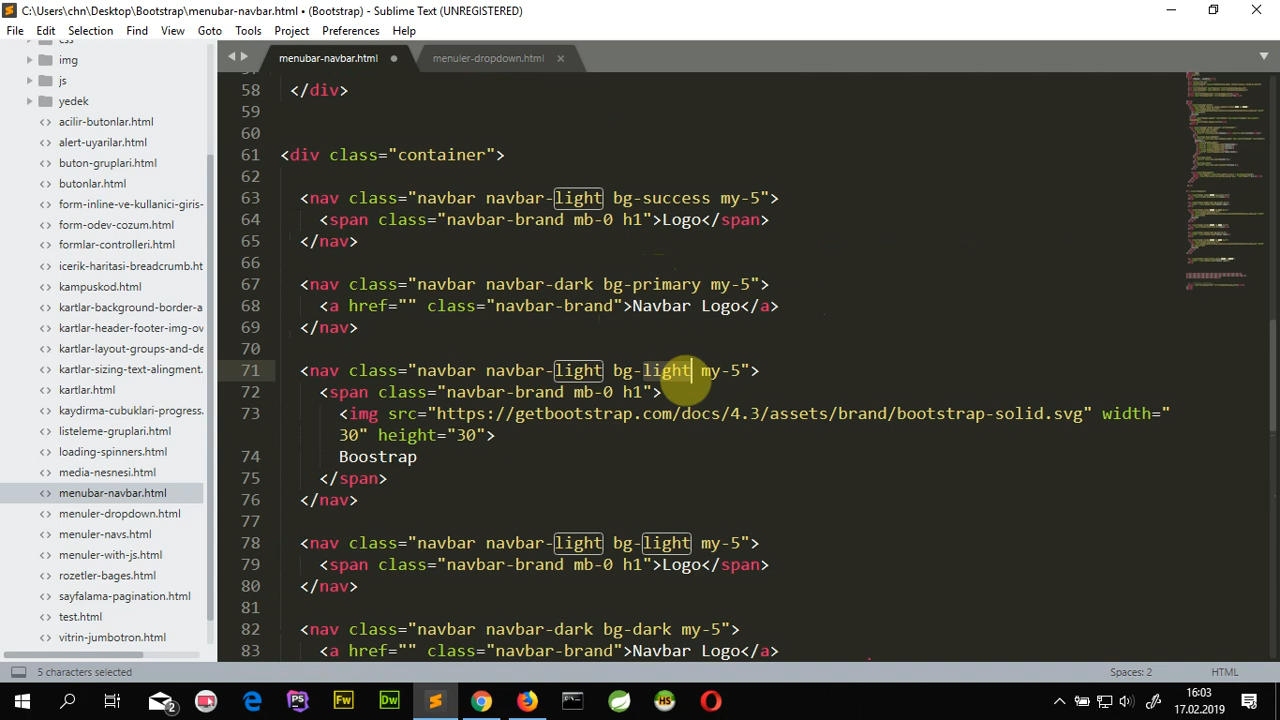 C:\Users\chn\Desktop\Bootstrap\menubar-navbar.html • (Bootstrap) - Sublime Text (UNREGISTERED)
File Edit Selection Find View Goto Tools Project Preferences Help
menubar-navbar.html
menuler-dropdown.html
img
js
yedek
acilir-butonlar.html
alert-uyarilar.html
buton-gruplari.html
butonlar.html
form-inline-ve-kullanici-giris-
form-odev-cozum.html
formlar-controlleri.html
icerik-haritasi-breadcrumb.ht
kampuskod.html
kartlar-background-border-a
kartlar-header-footer-img-ov
kartlar-layout-groups-and-de
kartlar-sizing-text-alingment.
kartlar.html
kaydirma-cubuklari-progress.
listeleme-gruplari.html
loading-spinners.html
media-nesnesi.html
menubar-navbar.html
menuler-dropdown.html
menuler-navs.html
menuler-with-js.html
rozetler-bages.html
sayfalama-pagination.html
test.html
vitrin-jumbotron.html
58 </div>
59
60
61 <div class="container">
62
63 <nav class="navbar navbar-light bg-success my-5">
64 <span class="navbar-brand mb-0 h1">Logo</span>
65 </nav>
66
67 <nav class="navbar navbar-dark bg-primary my-5">
68 <a href="" class="navbar-brand">Navbar Logo</a>
69 </nav>
70
71 <nav class="navbar navbar-light bg-light my-5">
72 <span class="navbar-brand mb-0 h1">
73 <img src="https://getbootstrap.com/docs/4.3/assets/brand/bootstrap-solid.svg" width="
30" height="30">
74 Boostrap
75 </span>
76 </nav>
77
78 <nav class="navbar navbar-light bg-light my-5">
79 <span class="navbar-brand mb-0 h1">Logo</span>
80 </nav>
81
82 <nav class="navbar navbar-dark bg-dark my-5">
83 <a href="" class="navbar-brand">Navbar Logo</a>
5 characters selected
Spaces: 2
HTML
2
PS
Fw
Dw
HS
16:03
17.02.2019